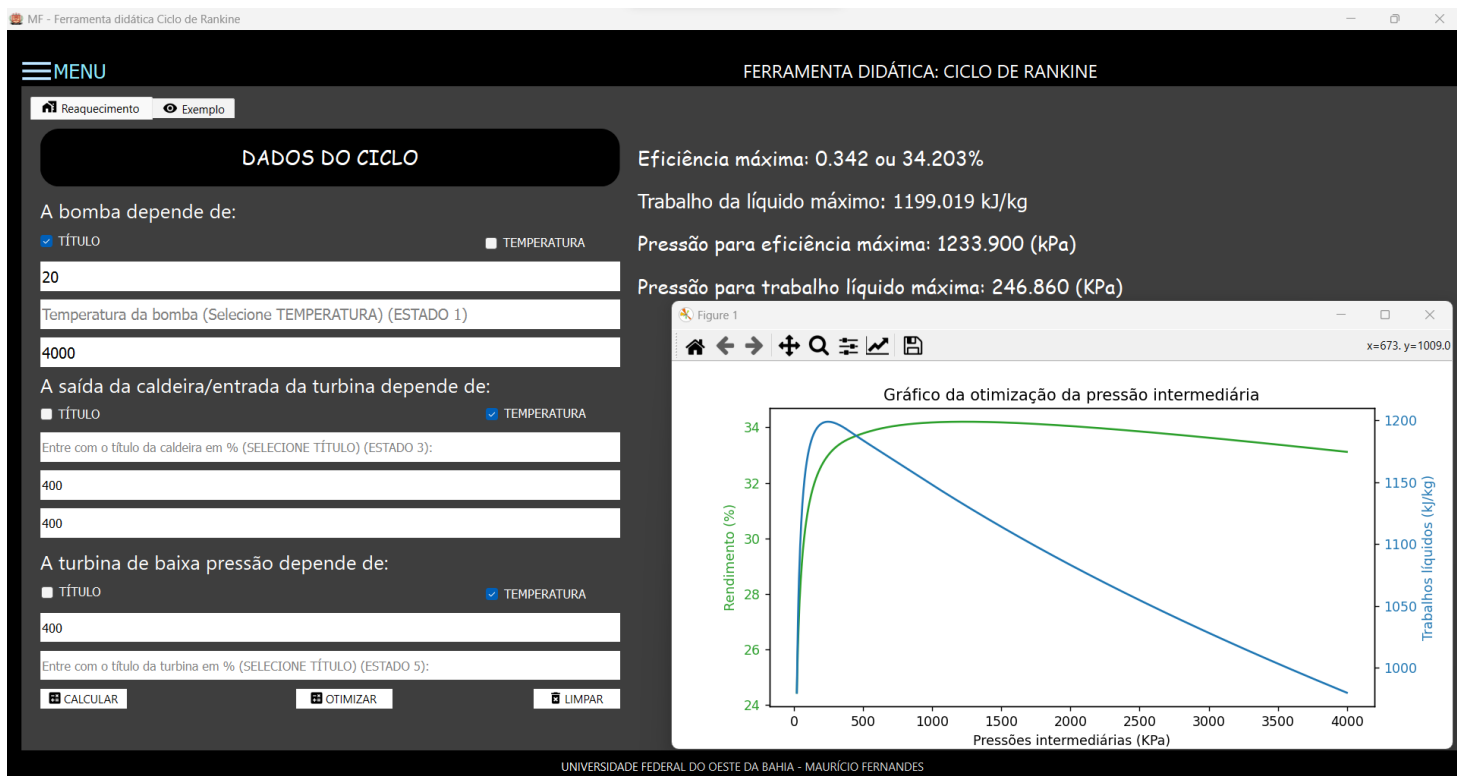 MF - Ferramenta didática Ciclo de Rankine
MENU
FERRAMENTA DIDÁTICA: CICLO DE RANKINE
Reaquecimento
Exemplo
DADOS DO CICLO
A bomba depende de:
TÍTULO
TEMPERATURA
20
Temperatura da bomba (Selecione TEMPERATURA) (ESTADO 1)
4000
A saída da caldeira/entrada da turbina depende de:
TÍTULO
TEMPERATURA
Entre com o título da caldeira em % (SELECIONE TÍTULO) (ESTADO 3):
400
400
A turbina de baixa pressão depende de:
TÍTULO
TEMPERATURA
400
Entre com o título da turbina em % (SELECIONE TÍTULO) (ESTADO 5):
CALCULAR
OTIMIZAR
LIMPAR
Eficiência máxima: 0.342 ou 34.203%
Trabalho da líquido máximo: 1199.019 kJ/kg
Pressão para eficiência máxima: 1233.900 (kPa)
Pressão para trabalho líquido máxima: 246.860 (KPa)
Figure 1
x=673. y=1009.0
Gráfico da otimização da pressão intermediária
Rendimento (%)
34
32
30
28
26
24
0 500 1000 1500 2000 2500 3000 3500 4000
Pressões intermediárias (KPa)
1200
1150
1100
1050
1000
Trabalhos líquidos (kJ/kg)
UNIVERSIDADE FEDERAL DO OESTE DA BAHIA - MAURÍCIO FERNANDES